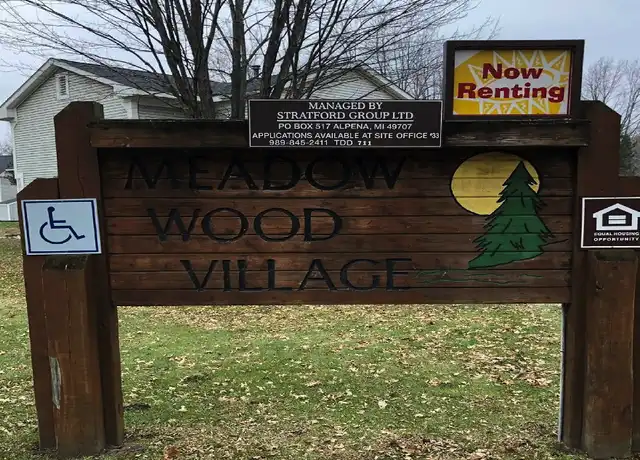 Now
Renting
MANAGED BY
STRATFORD GROUP LTD
PO BOX 517 ALPENA, MI 49707
APPLICATIONS AVAILABLE AT SITE OFFICE #33
989-845-2411 TDD 711
MEADOW
WOOD
VILLAGE
EQUAL HOUSING
OPPORTUNITY